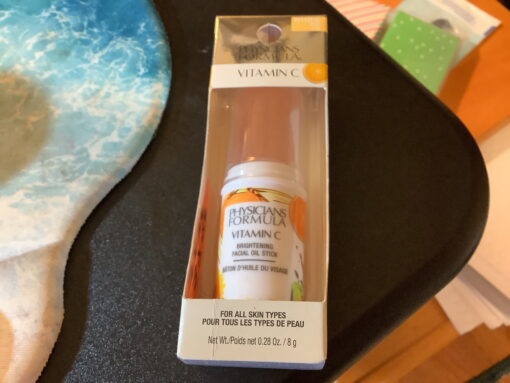 PHYSICIANS
FORMULA
VITAMIN C
PHYSICIANS
FORMULA
VITAMIN C
BRIGHTENING
FACIAL OIL STICK
BÂTON D'HUILE DU VISAGE
FOR ALL SKIN TYPES
POUR TOUS LES TYPES DE PEAU
Net Wt./Poids net 0.28 Oz. / 8 g